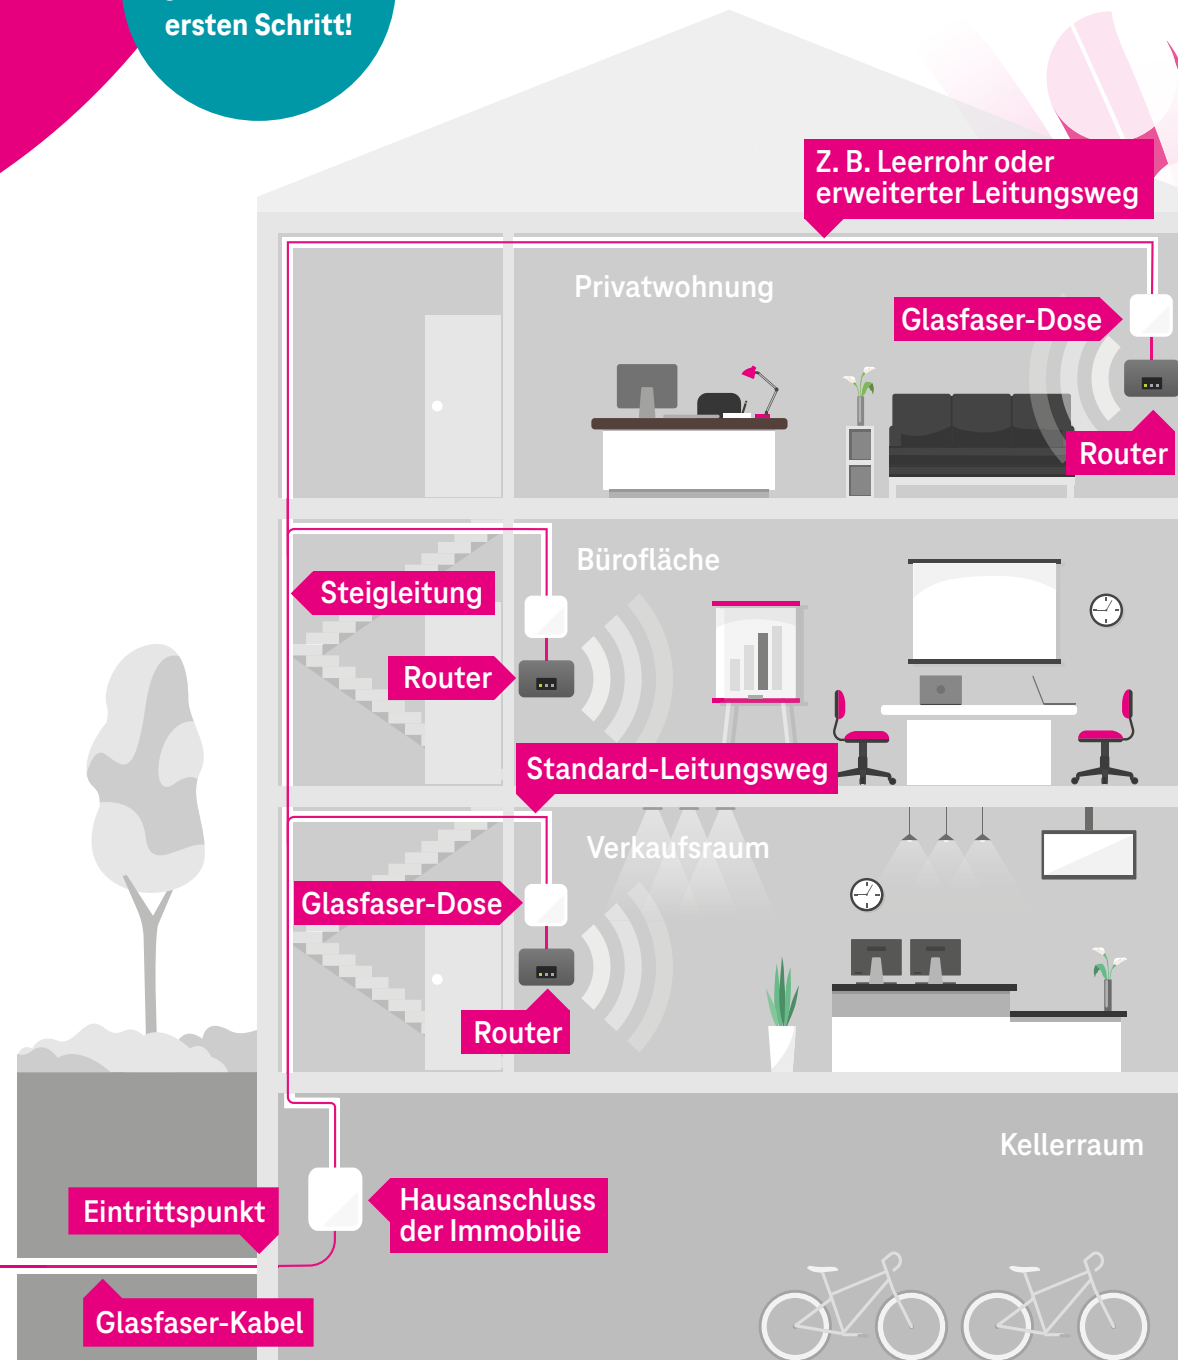 ersten Schritt!
Z. B. Leerrohr oder
erweiterter Leitungsweg
Privatwohnung
Glasfaser-Dose
Router
Bürofläche
Steigleitung
Router
Standard-Leitungsweg
Verkaufsraum
Glasfaser-Dose
Router
Kellerraum
Eintrittspunkt
Hausanschluss
der Immobilie
Glasfaser-Kabel